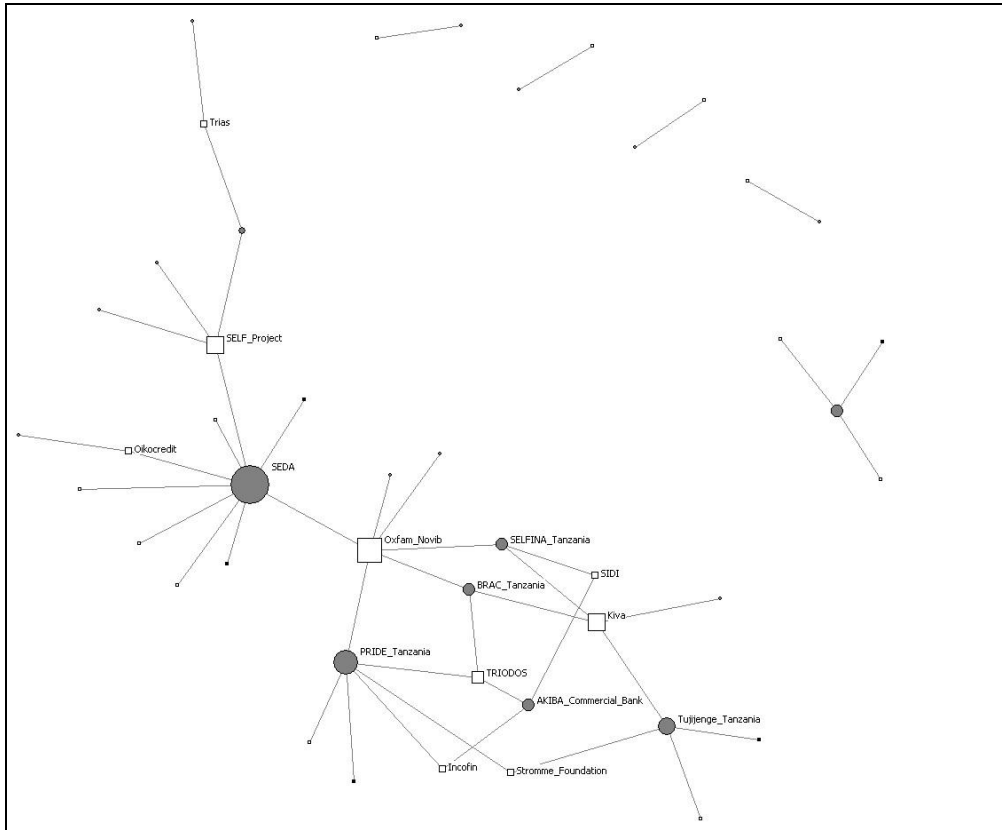 Trias
SELF_Project
Oikocredit
SEDA
Oxfam_Novib
SELFINA_Tanzania
SIDI
BRAC_Tanzania
Kiva
PRIDE_Tanzania
TRIODOS
AKIBA_Commercial_Bank
Tujijenge_Tanzania
Incofin
Stromme_Foundation